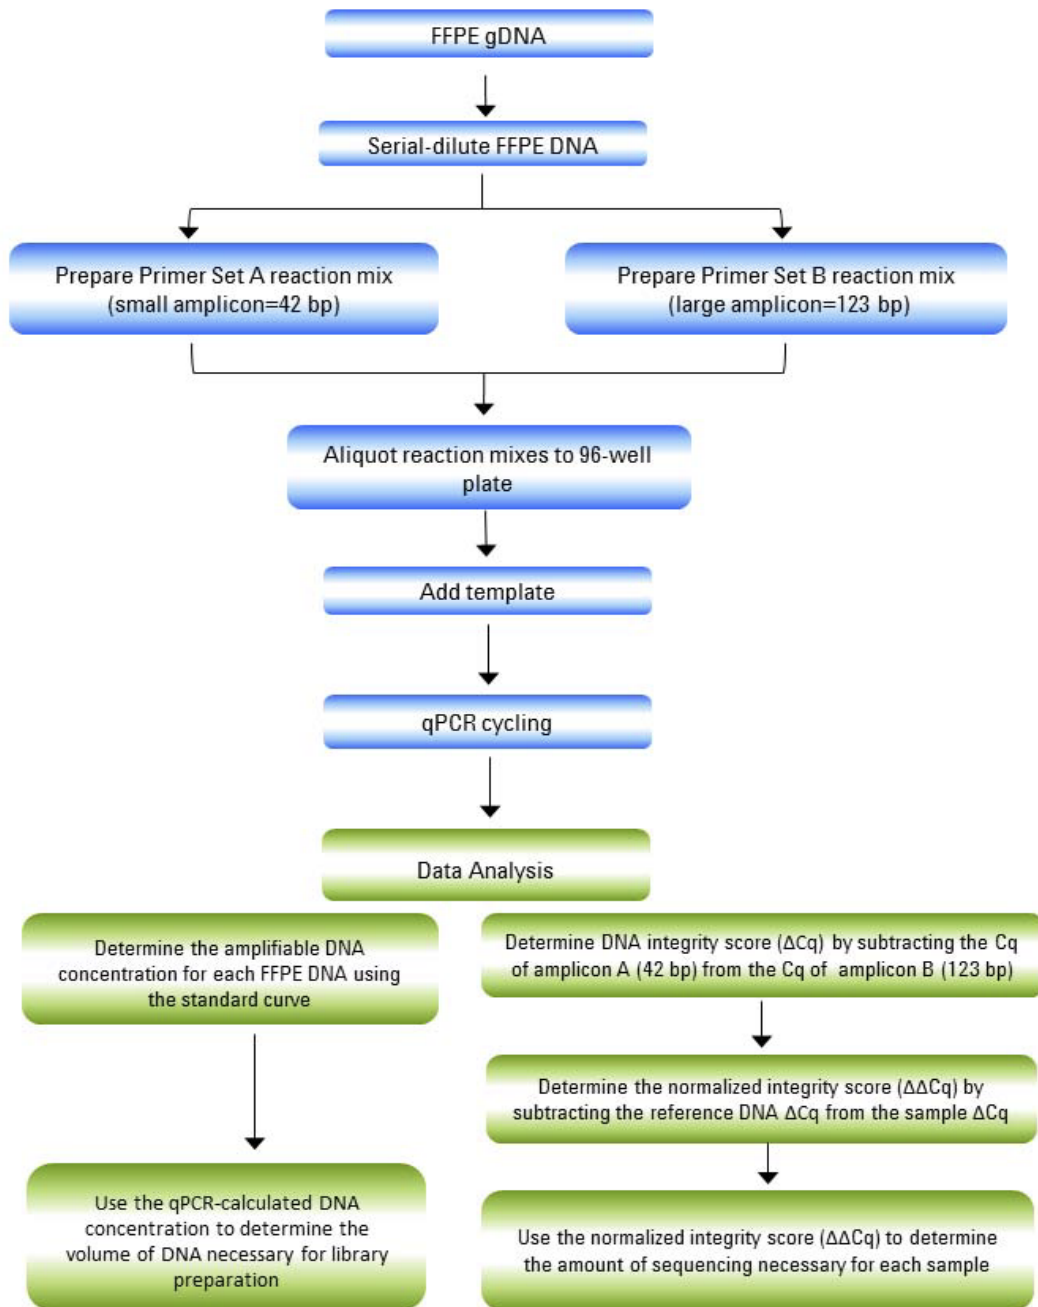 FFPE gDNA
Serial-dilute FFPE DNA
Prepare Primer Set A reaction mix
(small amplicon=42 bp)
Prepare Primer Set B reaction mix
(large amplicon=123 bp)
Aliquot reaction mixes to 96-well
plate
Add template
qPCR cycling
Data Analysis
Determine the amplifiable DNA
concentration for each FFPE DNA using
the standard curve
Use the qPCR-calculated DNA
concentration to determine the
volume of DNA necessary for library
preparation
Determine DNA integrity score (ΔCq) by subtracting the Cq
of amplicon A (42 bp) from the Cq of amplicon B (123 bp)
Determine the normalized integrity score (ΔΔCq) by
subtracting the reference DNA ΔCq from the sample ΔCq
Use the normalized integrity score (ΔΔCq) to determine
the amount of sequencing necessary for each sample